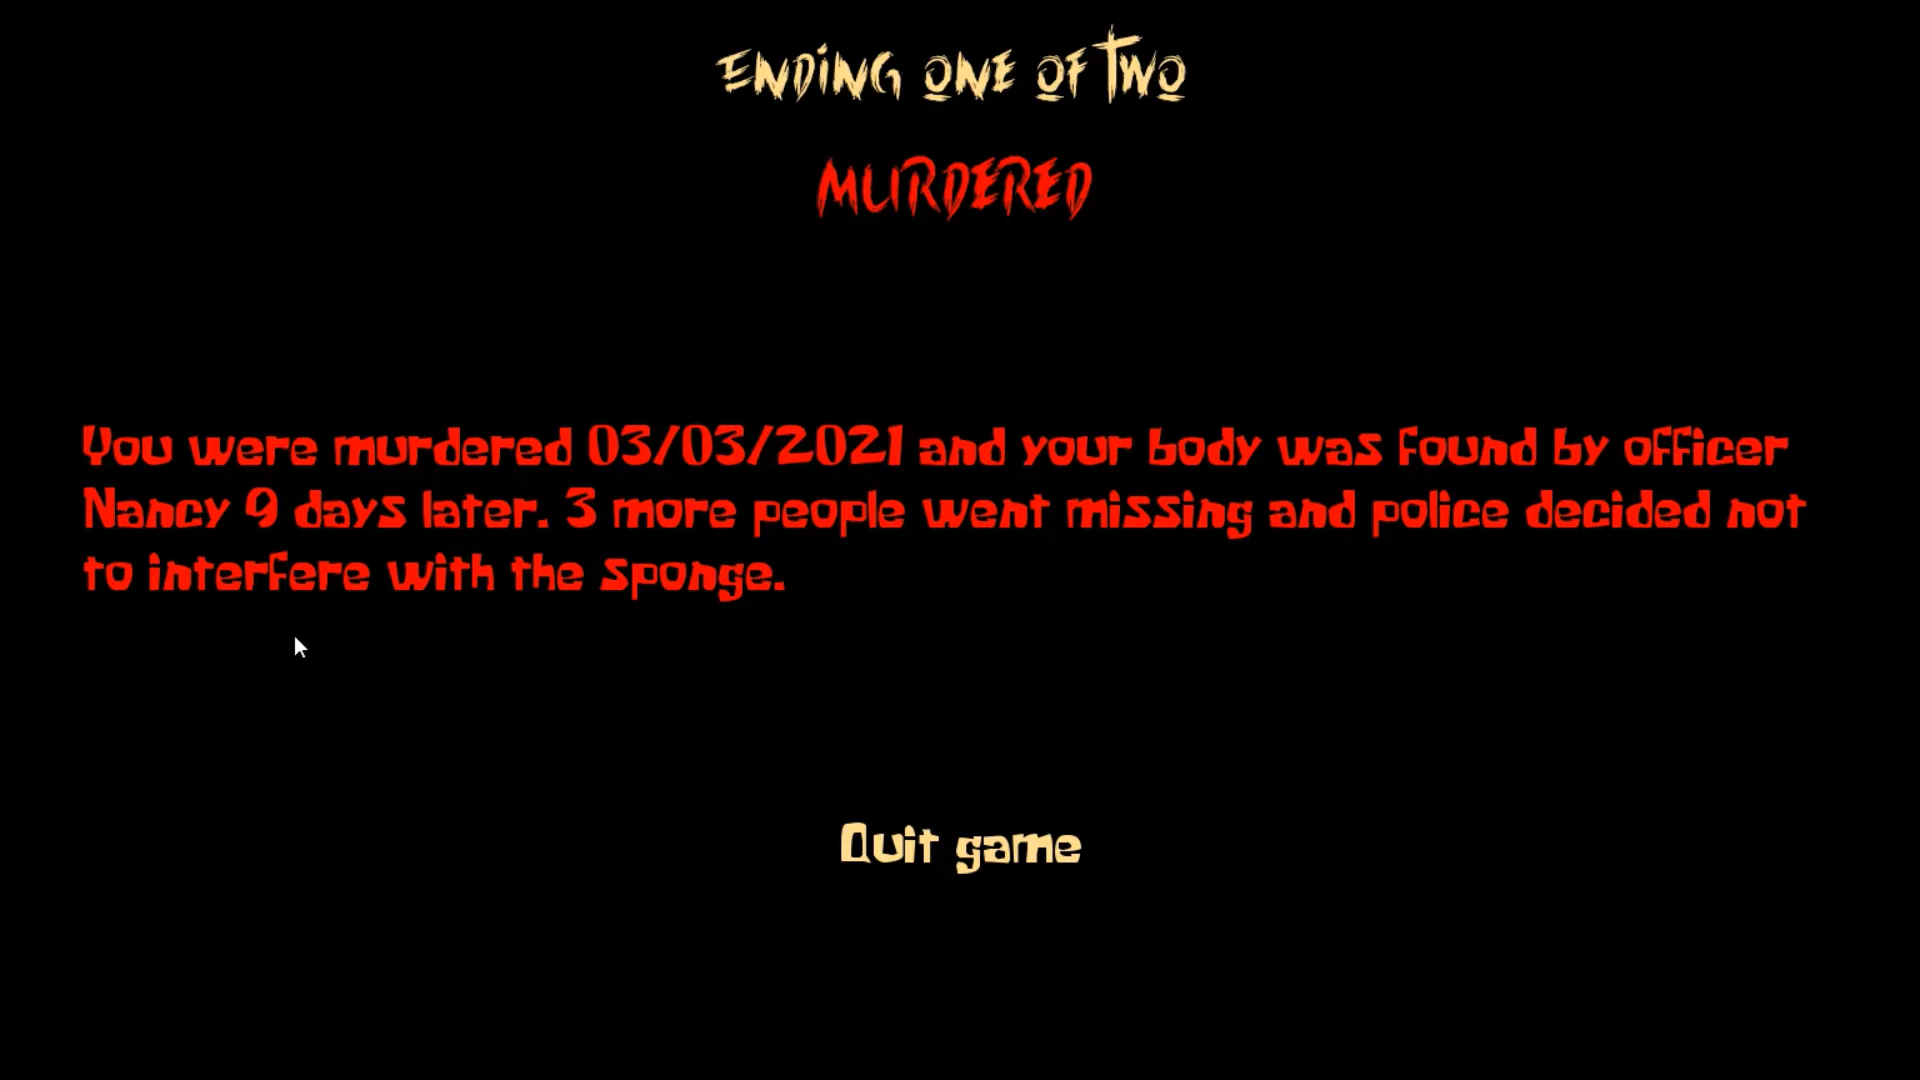 ENDING ONE OF TWO
MURDERED
You were murdered 03/03/2021 and your body was found by officer
Nancy 9 days later. 3 more people went missing and police decided not
to interfere with the sponge.
Quit game